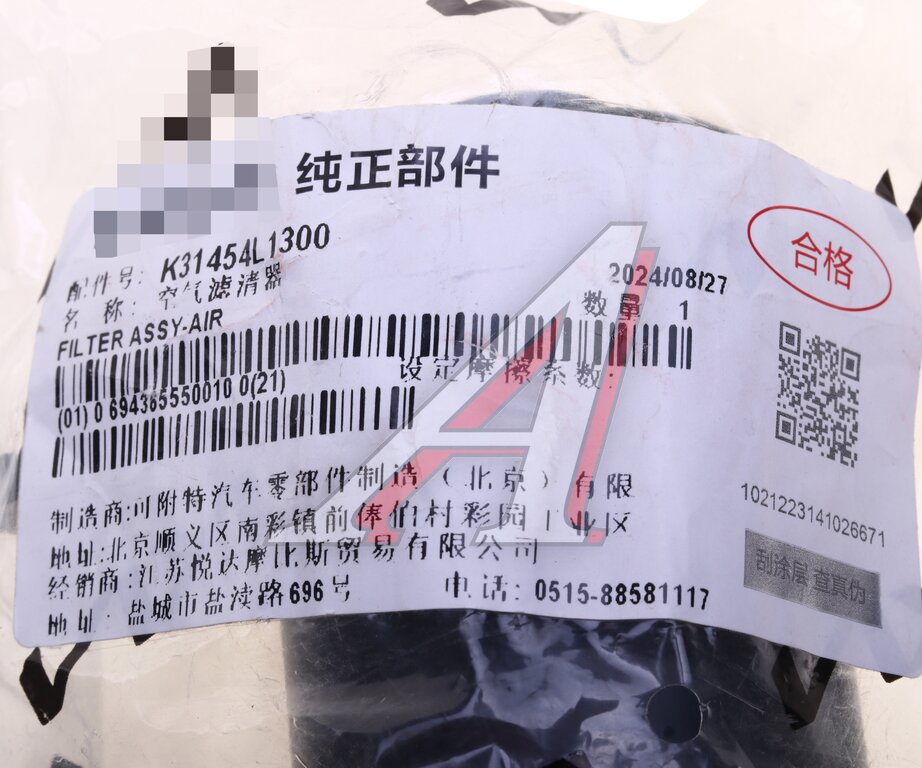 纯正部件
合格
配件号: K31454L1300
2024/08/27
名 称: 空气滤清器
数量 1
FILTER ASSY-AIR
设定摩擦系数:
(01) 0 694385550010 0(21)
1021223141026671
制造商:可附特汽车零部件制造(北京)有限
地址:北京顺义区南彩镇前俸伯村彩园工业区
刮涂层 查真伪
经销商:江苏悦达摩比斯贸易有限公司
地址: 盐城市盐渎路696号
电话: 0515-88581117